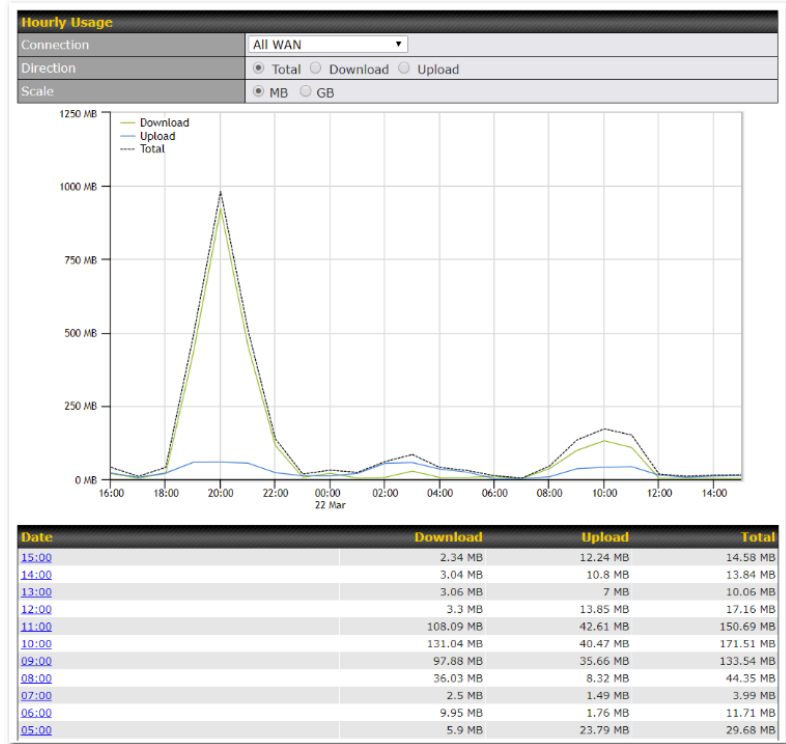 Hourly Usage
Connection All WAN
Direction Total Download Upload
Scale MB GB
1250 MB
Download
Upload
Total
1000 MB
750 MB
500 MB
250 MB
0 MB
16:00 18:00 20:00 22:00 00:00 02:00 04:00 06:00 08:00 10:00 12:00 14:00
22 Mar
Date Download Upload Total
15:00 2.34 MB 12.24 MB 14.58 MB
14:00 3.04 MB 10.8 MB 13.84 MB
13:00 3.06 MB 7 MB 10.06 MB
12:00 3.3 MB 13.85 MB 17.16 MB
11:00 108.09 MB 42.61 MB 150.69 MB
10:00 131.04 MB 40.47 MB 171.51 MB
09:00 97.88 MB 35.66 MB 133.54 MB
08:00 36.03 MB 8.32 MB 44.35 MB
07:00 2.5 MB 1.49 MB 3.99 MB
06:00 9.95 MB 1.76 MB 11.71 MB
05:00 5.9 MB 23.79 MB 29.68 MB